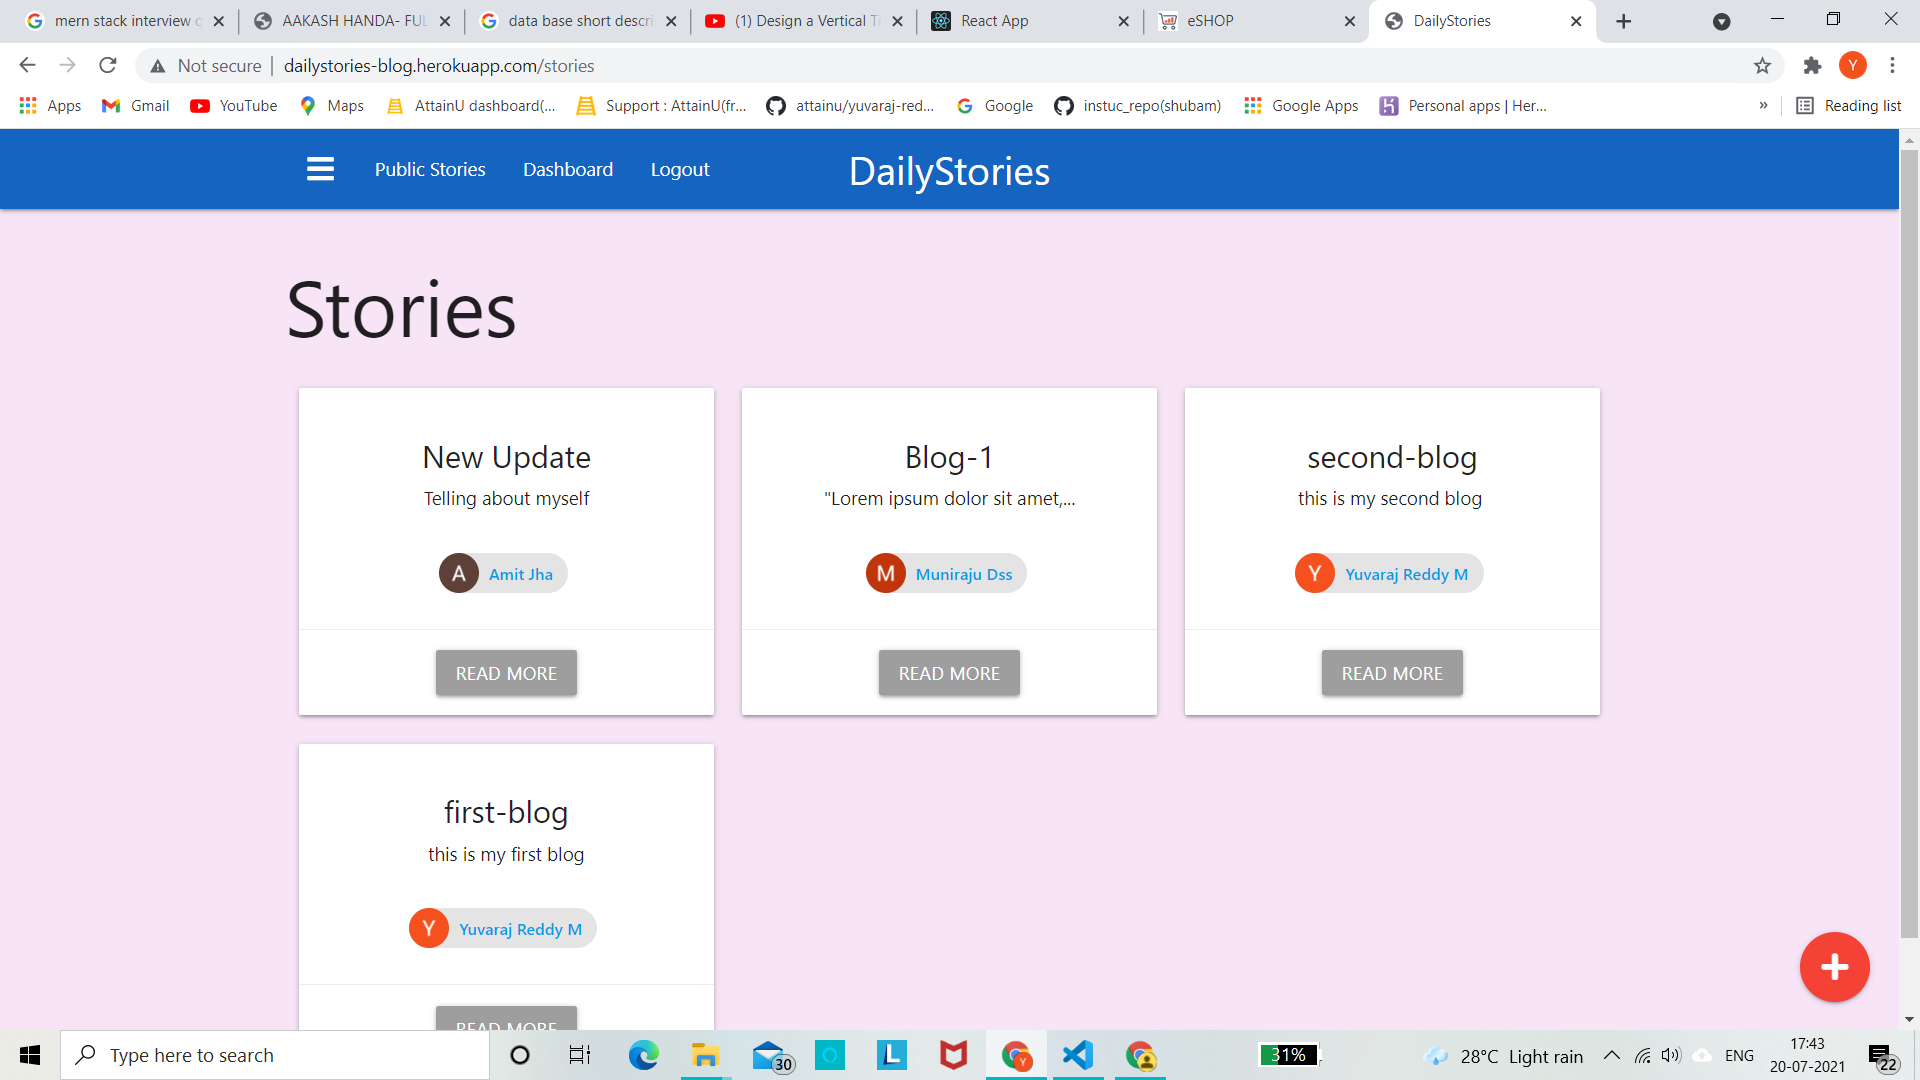 mern stack interview q
AAKASH HANDA- FUL
data base short descri
(1) Design a Vertical Ti
React App
eSHOP
DailyStories
Not secure
dailystories-blog.herokuapp.com/stories
Y
Apps
Gmail
YouTube
Maps
AttainU dashboard(...
Support : AttainU(fr...
attainu/yuvaraj-red...
Google
instuc_repo(shubam)
Google Apps
Personal apps | Her...
»
Reading list
Public Stories
Dashboard
Logout
DailyStories
Stories
New Update
Telling about myself
A
Amit Jha
READ MORE
Blog-1
"Lorem ipsum dolor sit amet,...
M
Muniraju Dss
READ MORE
second-blog
this is my second blog
Y
Yuvaraj Reddy M
READ MORE
first-blog
this is my first blog
Y
Yuvaraj Reddy M
READ MORE
Type here to search
30
L
Y
31%
28°C Light rain
ENG
17:43
20-07-2021
22